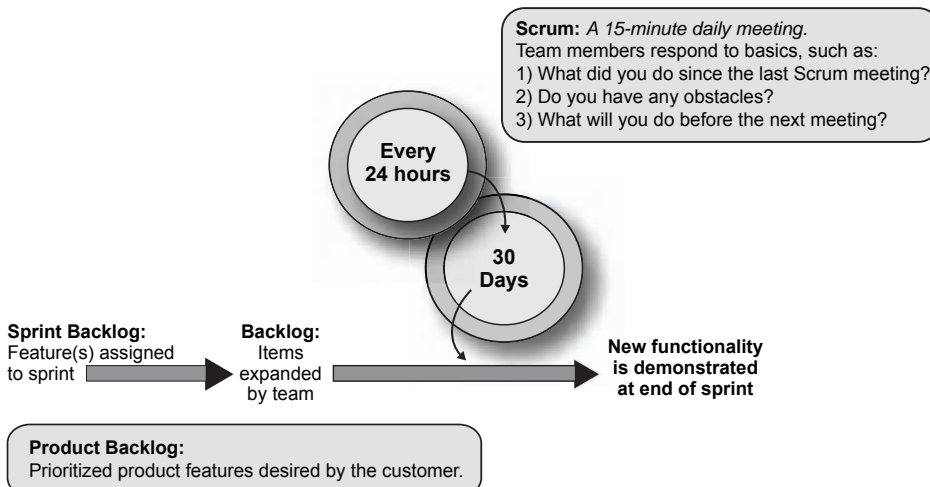 Scrum: A 15-minute daily meeting.
Team members respond to basics, such as:
1) What did you do since the last Scrum meeting?
2) Do you have any obstacles?
3) What will you do before the next meeting?
Every
24 hours
30
Days
Sprint Backlog:
Feature(s) assigned
to sprint
Backlog:
Items
expanded
by team
New functionality
is demonstrated
at end of sprint
Product Backlog:
Prioritized product features desired by the customer.